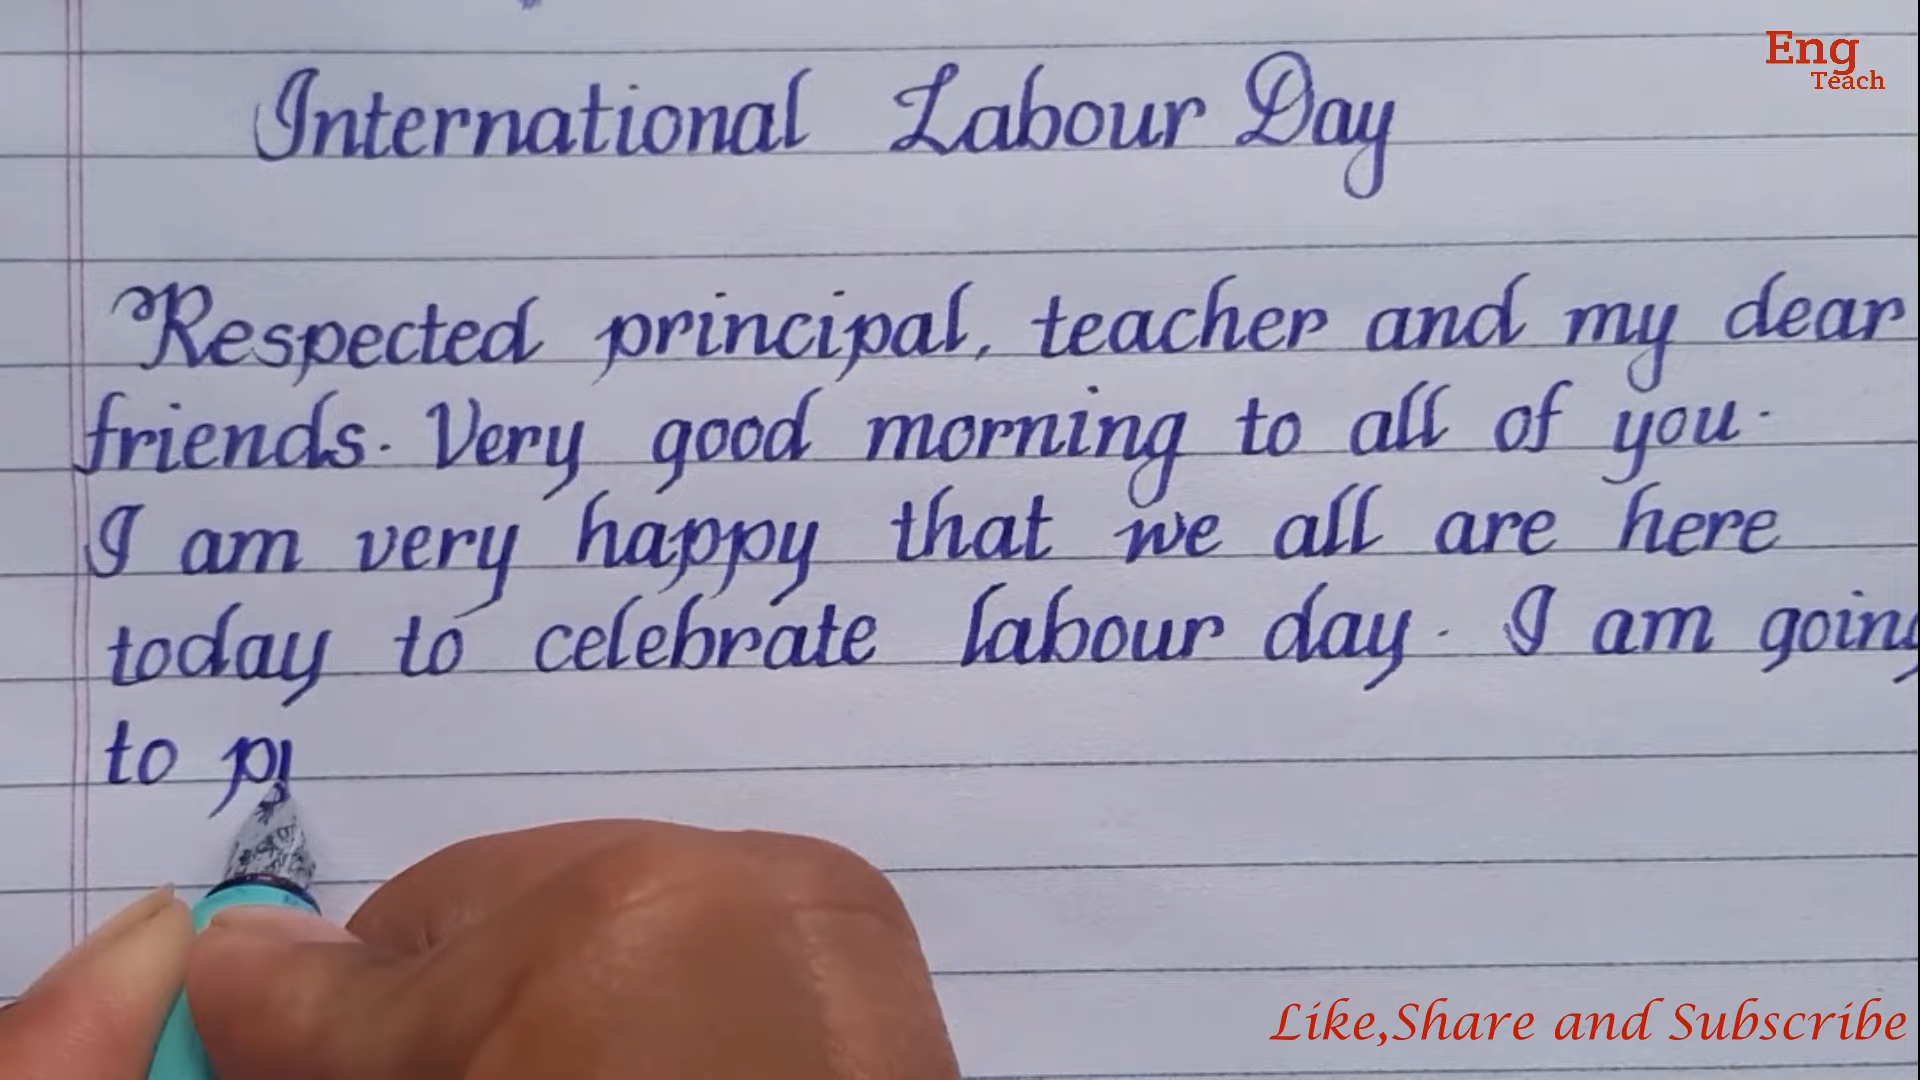 Eng
Teach
International Labour Day
Respected principal, teacher and my dear
friends. Very good morning to all of you.
I am very happy that we all are here
today to celebrate labour day. I am going
to p
Like,Share and Subscribe